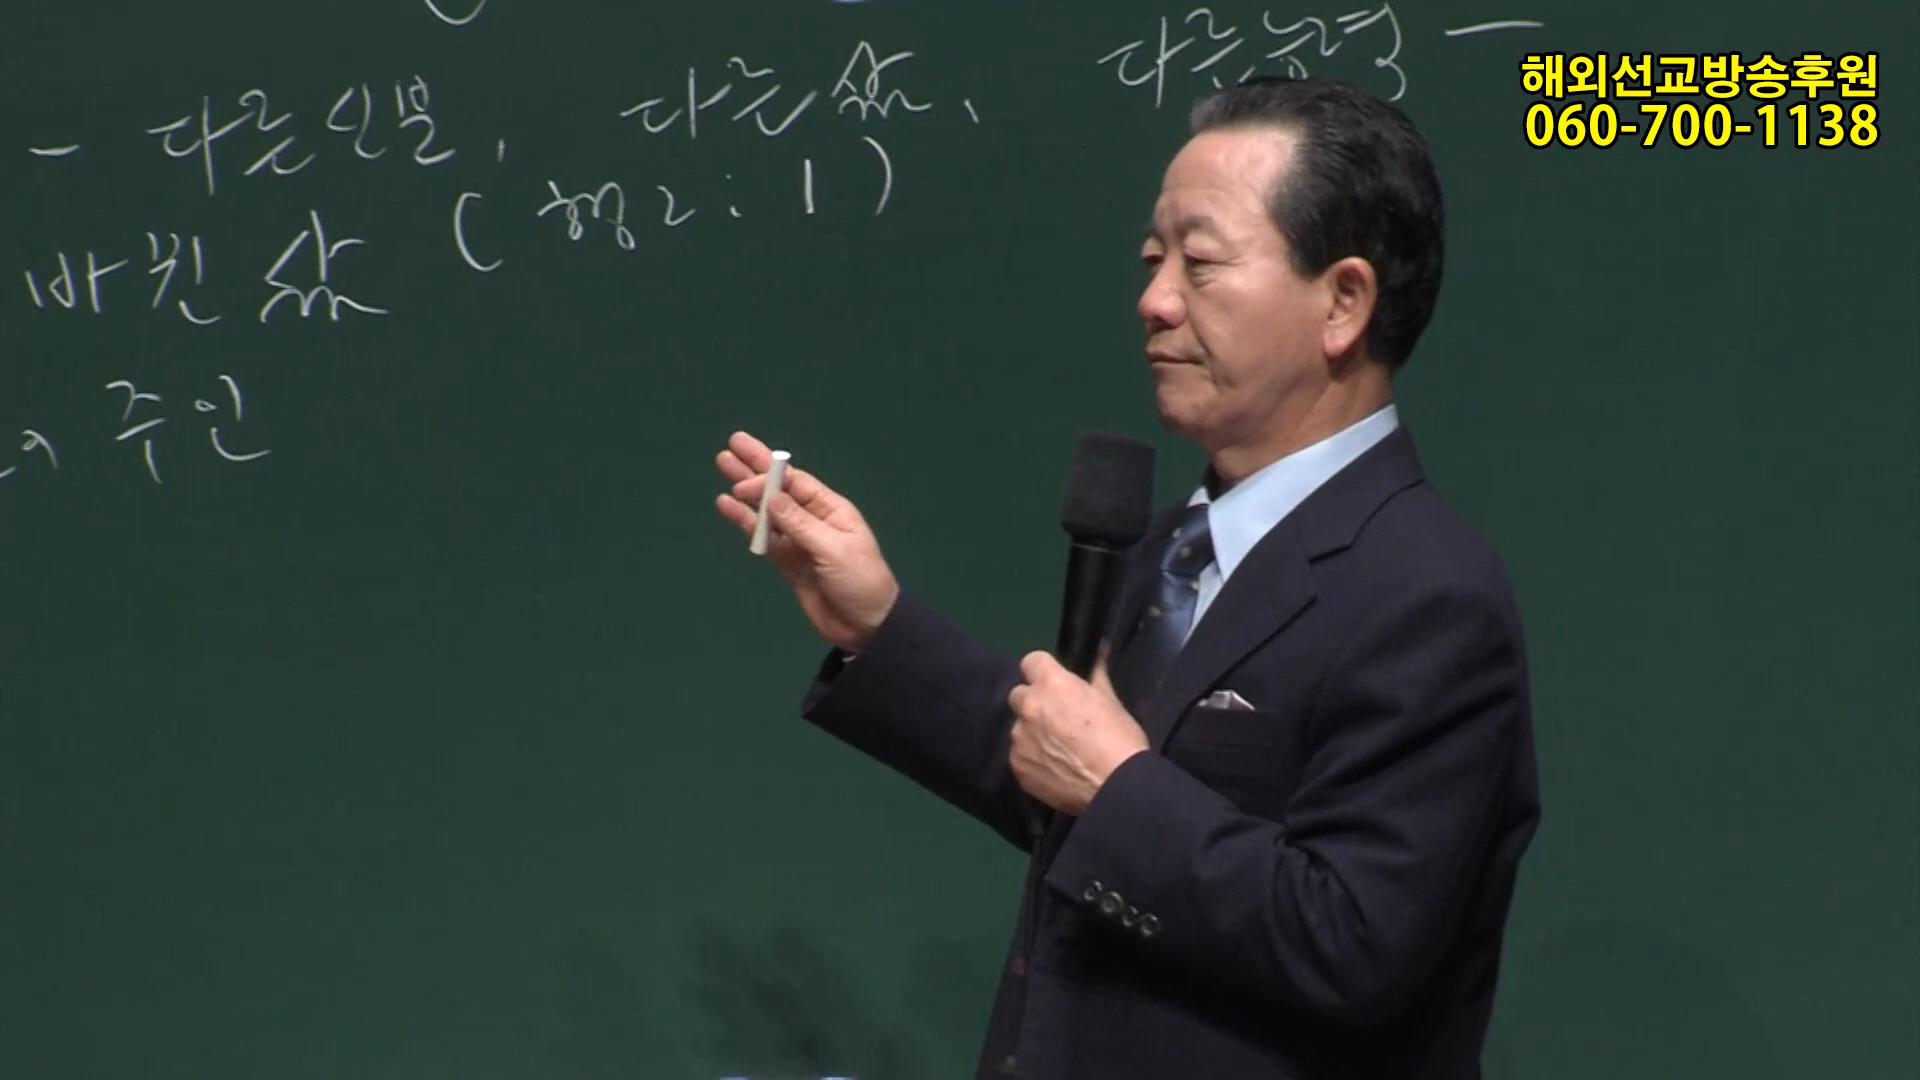 다른능력 —
해외선교방송후원
060-700-1138
- 다른신분, 다른삶,
바뀐 삶 (행2:1)
의 주인